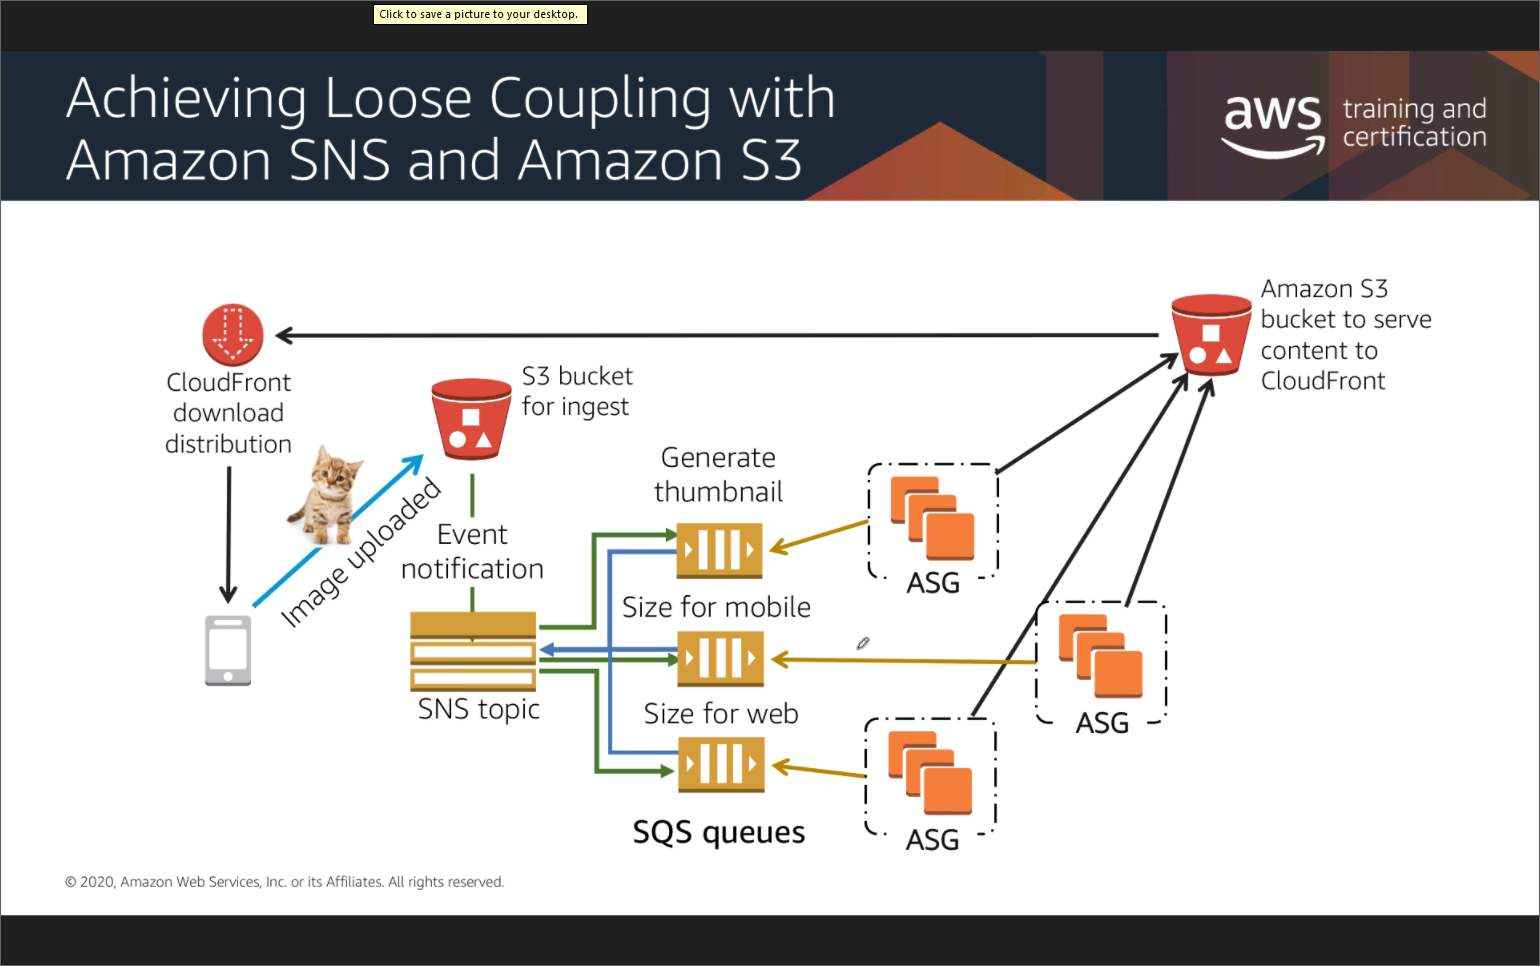 Click to save a picture to your desktop.
Achieving Loose Coupling with
Amazon SNS and Amazon S3
aws
training and
certification
Amazon S3
bucket to serve
content to
CloudFront
CloudFront
download
distribution
S3 bucket
for ingest
Image uploaded
Event
notification
SNS topic
Generate
thumbnail
Size for mobile
Size for web
SQS queues
ASG
ASG
ASG
© 2020, Amazon Web Services, Inc. or its Affiliates. All rights reserved.